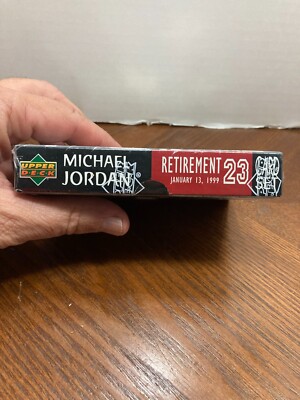 UPPER
DECK
MICHAEL
JORDAN
®
RETIREMENT
JANUARY 13, 1999
23
CARD
SET